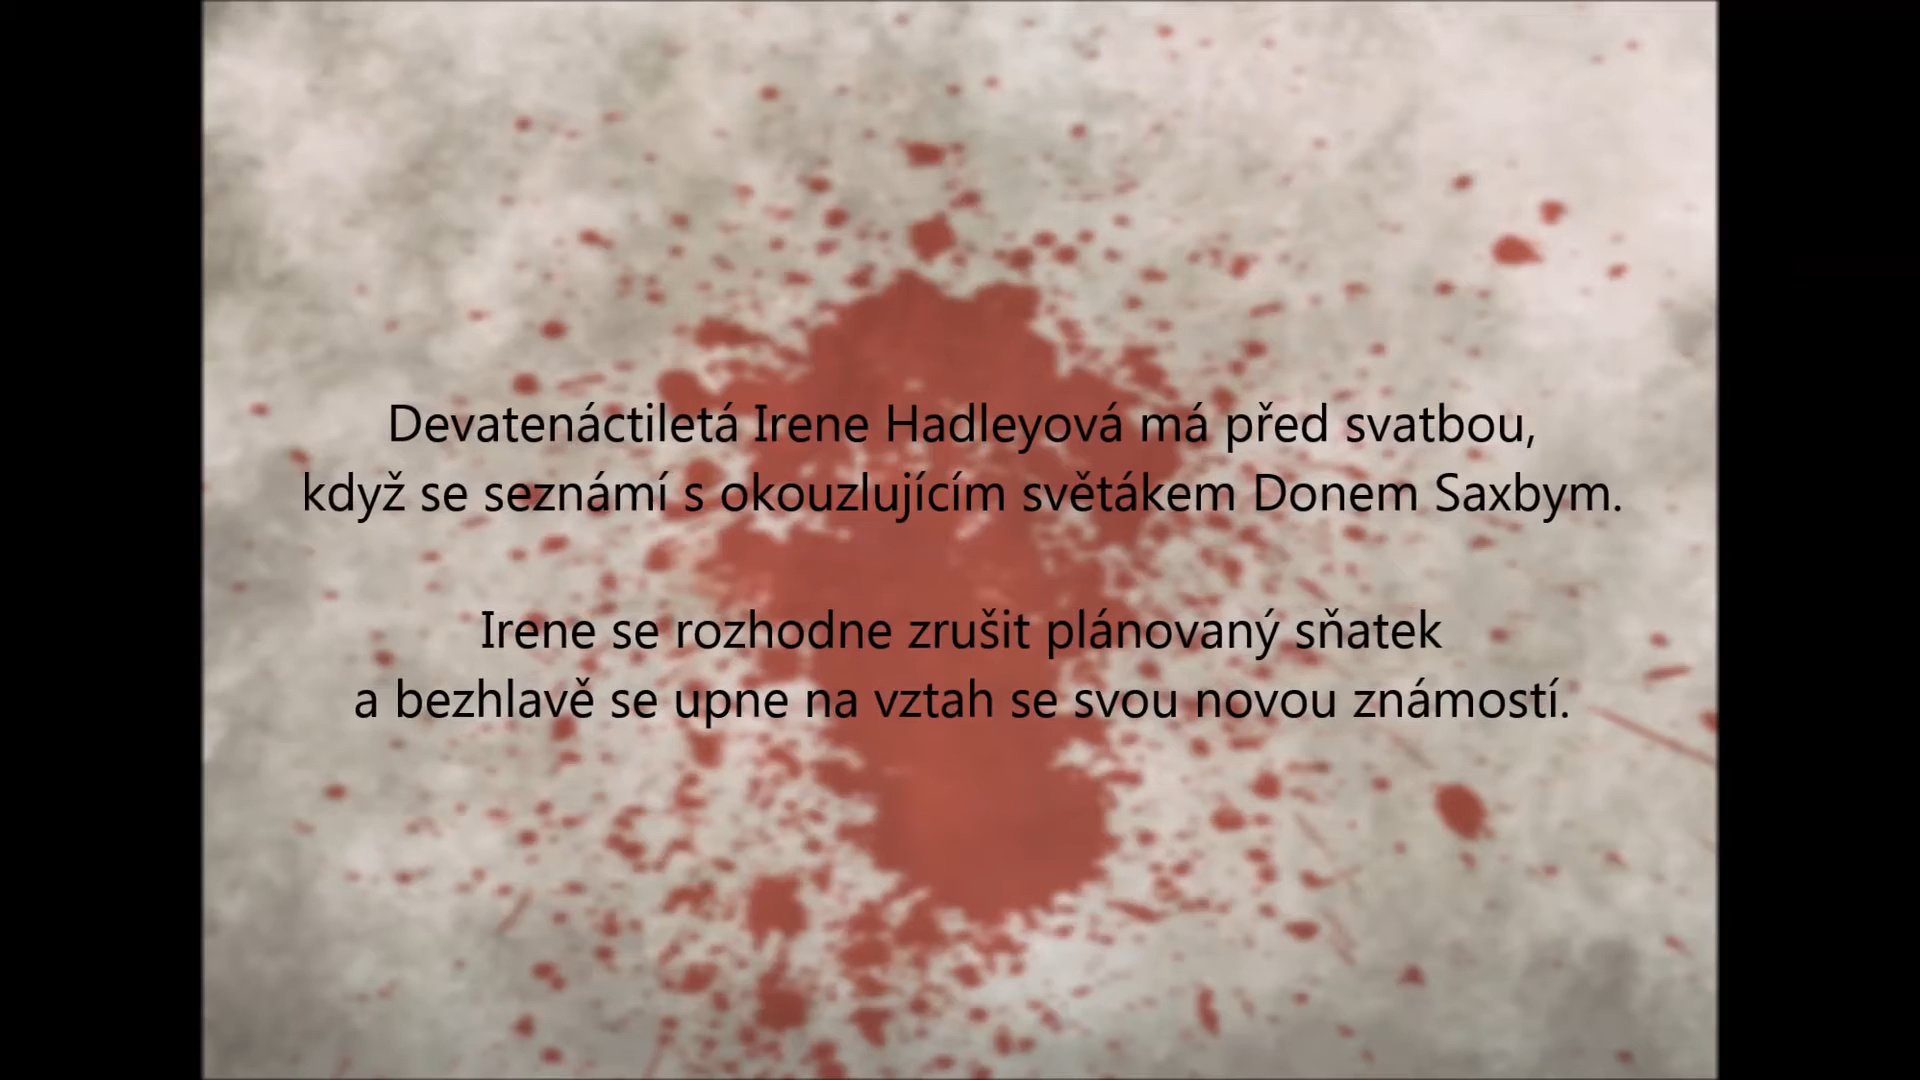 Devatenáctiletá Irene Hadleyová má před svatbou,
když se seznámí s okouzlujícím světákem Donem Saxbym.
Irene se rozhodne zrušit plánovaný sňatek
a bezhlavě se upne na vztah se svou novou známostí.